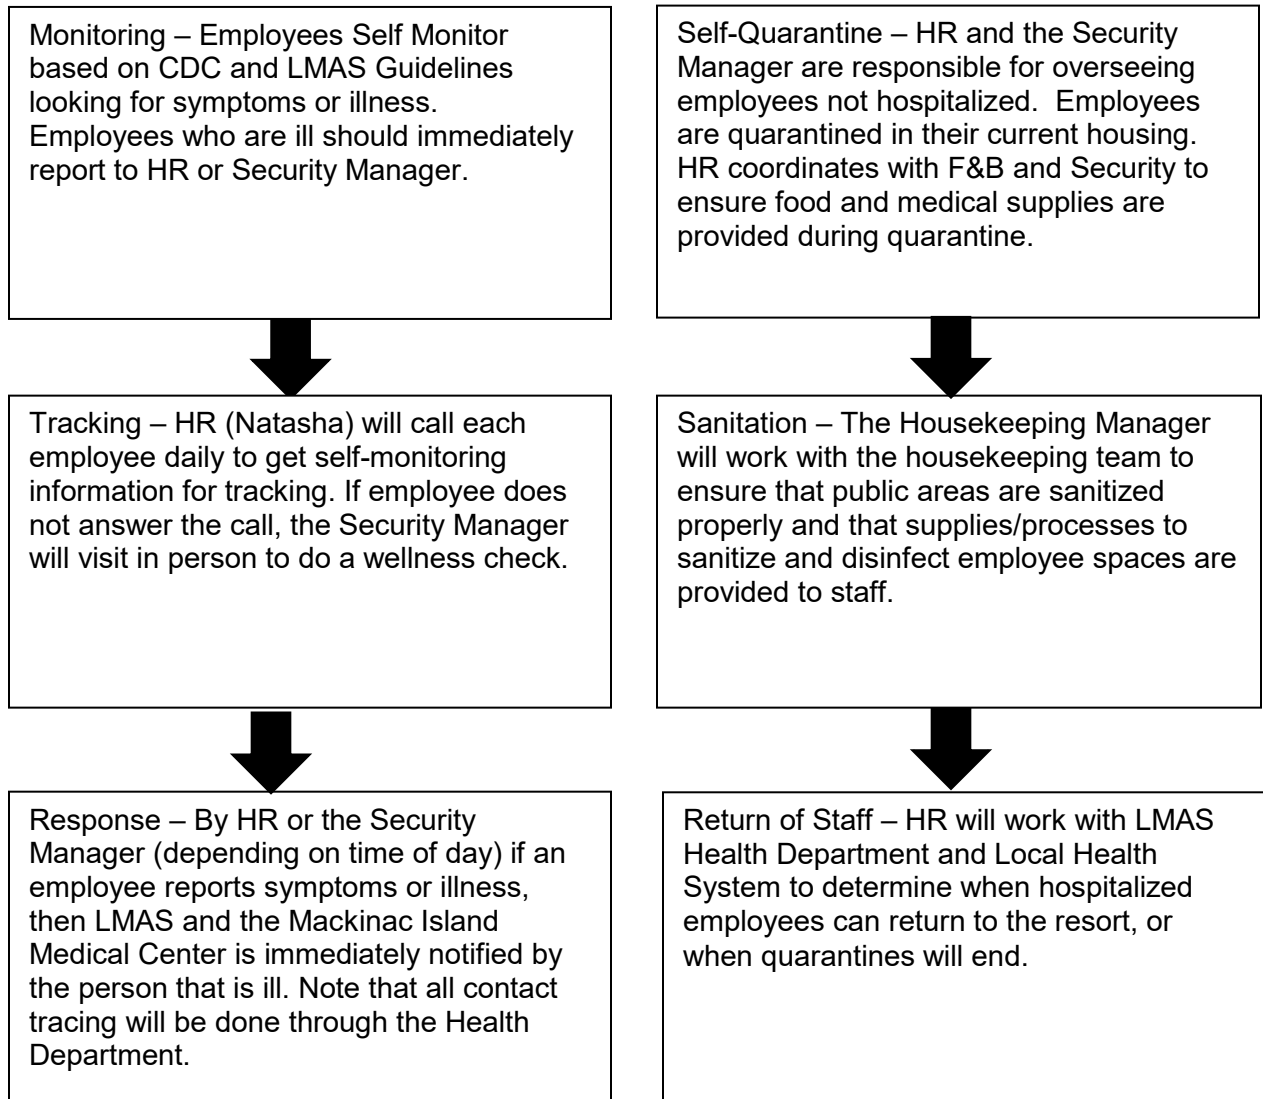 Monitoring – Employees Self Monitor
based on CDC and LMAS Guidelines
looking for symptoms or illness.
Employees who are ill should immediately
report to HR or Security Manager.
Tracking – HR (Natasha) will call each
employee daily to get self-monitoring
information for tracking. If employee does
not answer the call, the Security Manager
will visit in person to do a wellness check.
Response – By HR or the Security
Manager (depending on time of day) if an
employee reports symptoms or illness,
then LMAS and the Mackinac Island
Medical Center is immediately notified by
the person that is ill. Note that all contact
tracing will be done through the Health
Department.
Self-Quarantine – HR and the Security
Manager are responsible for overseeing
employees not hospitalized.  Employees
are quarantined in their current housing.
HR coordinates with F&B and Security to
ensure food and medical supplies are
provided during quarantine.
Sanitation – The Housekeeping Manager
will work with the housekeeping team to
ensure that public areas are sanitized
properly and that supplies/processes to
sanitize and disinfect employee spaces are
provided to staff.
Return of Staff – HR will work with LMAS
Health Department and Local Health
System to determine when hospitalized
employees can return to the resort, or
when quarantines will end.